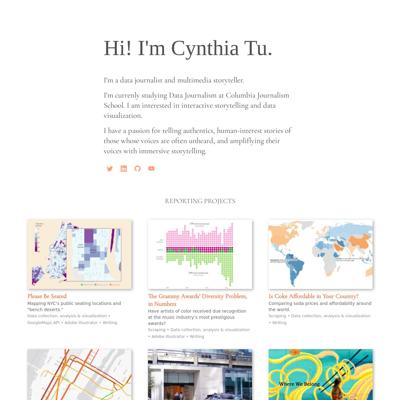 Hi! I'm Cynthia Tu.
I'm a data journalist and multimedia storyteller.
I'm currenly studying Data Journalism at Columbia Journalism
School. I am interested in interactive storytelling and data
visualization.
I have a passion for telling authentics, human-interest stories of
those whose voices are often unheard, and amplifiying their
voices with immersive storytelling.
REPORTING PROJECTS
Please Be Seated
Mapping NYC's public seating locations and
"bench deserts."
Data collection, analysis & visualization •
GoogleMaps API • Adobe Illustrator • Writing
The Grammy Awards' Diversity Problem,
in Numbers
Have artists of color received due recognition
at the music industry's most prestigious
awards?
Scraping • Data collection, analysis & visualization
• Adobe Illustrator • Writing
Is Coke Affordable in Your Country?
Comparing soda prices and affordability around
the world.
Scraping • Data collection, analysis & visualization
• Writing
Where We Belong